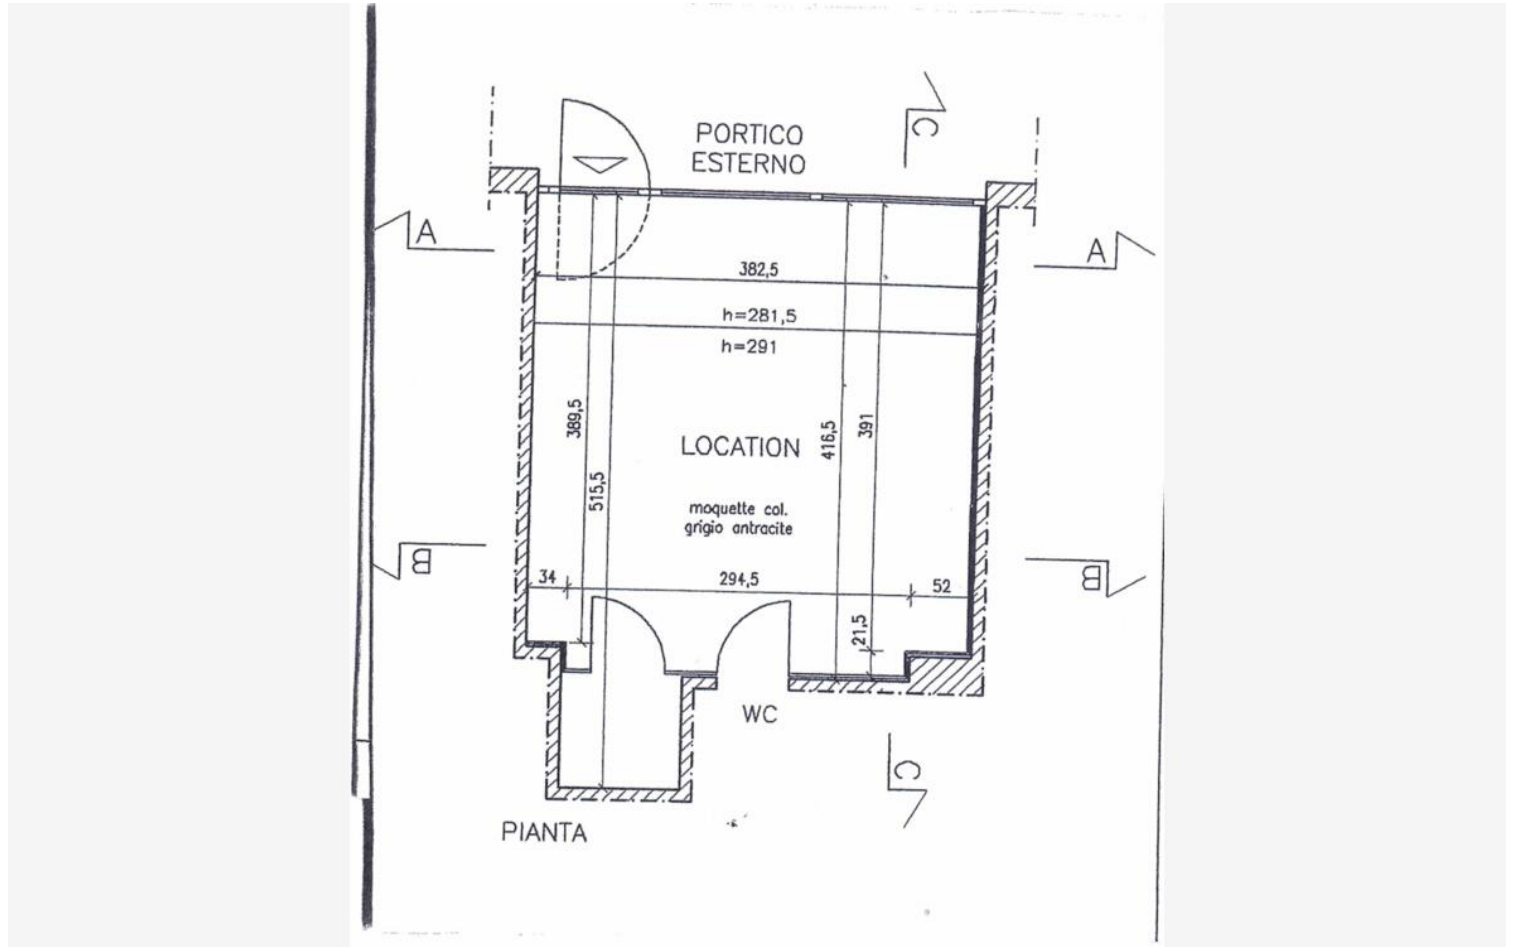 C
PORTICO
ESTERNO
A
A
382,5
h=281,5
h=291
389,5
416,5
391
LOCATION
515,5
moquette col.
grigio antracite
B
B
34
294,5
52
21,5
WC
C
PIANTA